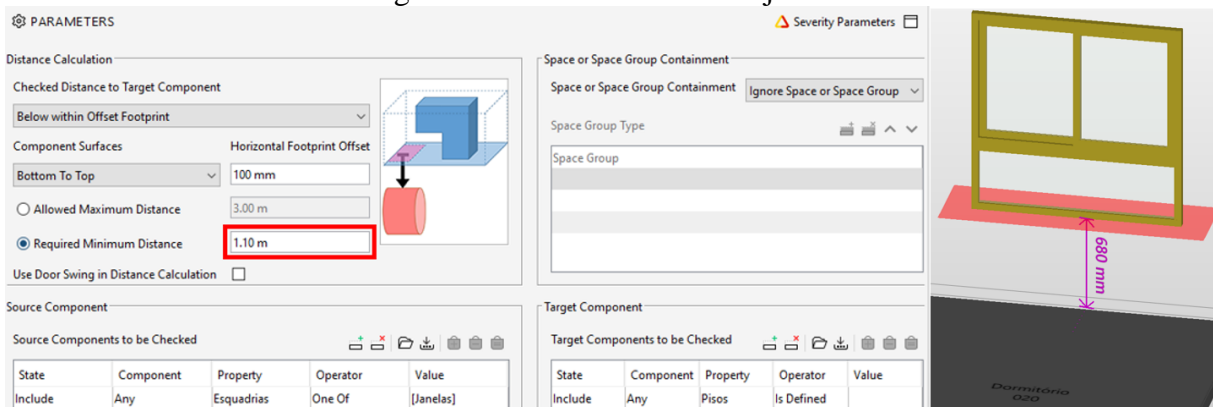 PARAMETERS
Severity Parameters
Distance Calculation
Checked Distance to Target Component
Below within Offset Footprint
Component Surfaces
Horizontal Footprint Offset
Bottom To Top
100 mm
Allowed Maximum Distance
3.00 m
Required Minimum Distance
1.10 m
Use Door Swing in Distance Calculation
Space or Space Group Containment
Space or Space Group Containment
Ignore Space or Space Group
Space Group Type
Space Group
680 mm
Source Component
Source Components to be Checked
State Component Property Operator Value
Include Any Esquadrias One Of [Janelas]
Target Component
Target Components to be Checked
State Component Property Operator Value
Include Any Pisos Is Defined
Dormitório
020